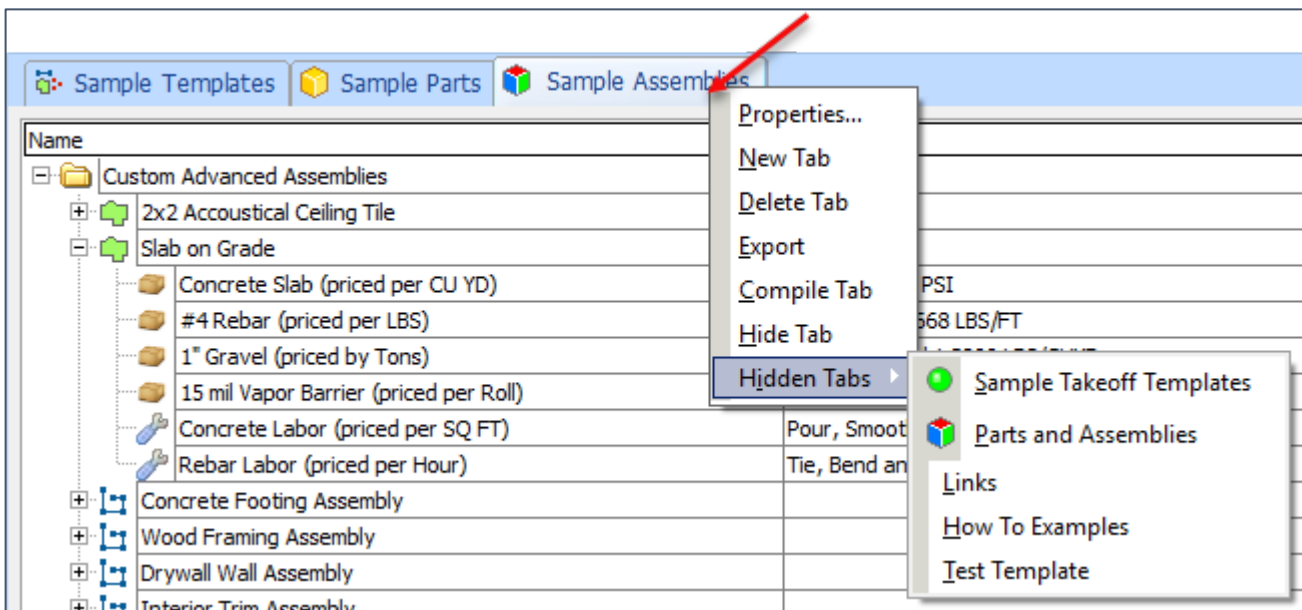 Sample Templates Sample Parts Sample Assemblies
Properties...
Name
New Tab
Custom Advanced Assemblies
Delete Tab
2x2 Accoustical Ceiling Tile
Slab on Grade
Export
Concrete Slab (priced per CU YD)
Compile Tab
PSI
#4 Rebar (priced per LBS)
Hide Tab
668 LBS/FT
1" Gravel (priced by Tons)
Hidden Tabs
Sample Takeoff Templates
15 mil Vapor Barrier (priced per Roll)
Concrete Labor (priced per SQ FT)
Pour, Smoot
Parts and Assemblies
Rebar Labor (priced per Hour)
Tie, Bend an
Links
Concrete Footing Assembly
How To Examples
Wood Framing Assembly
Drywall Wall Assembly
Test Template
Interior Trim Assembly